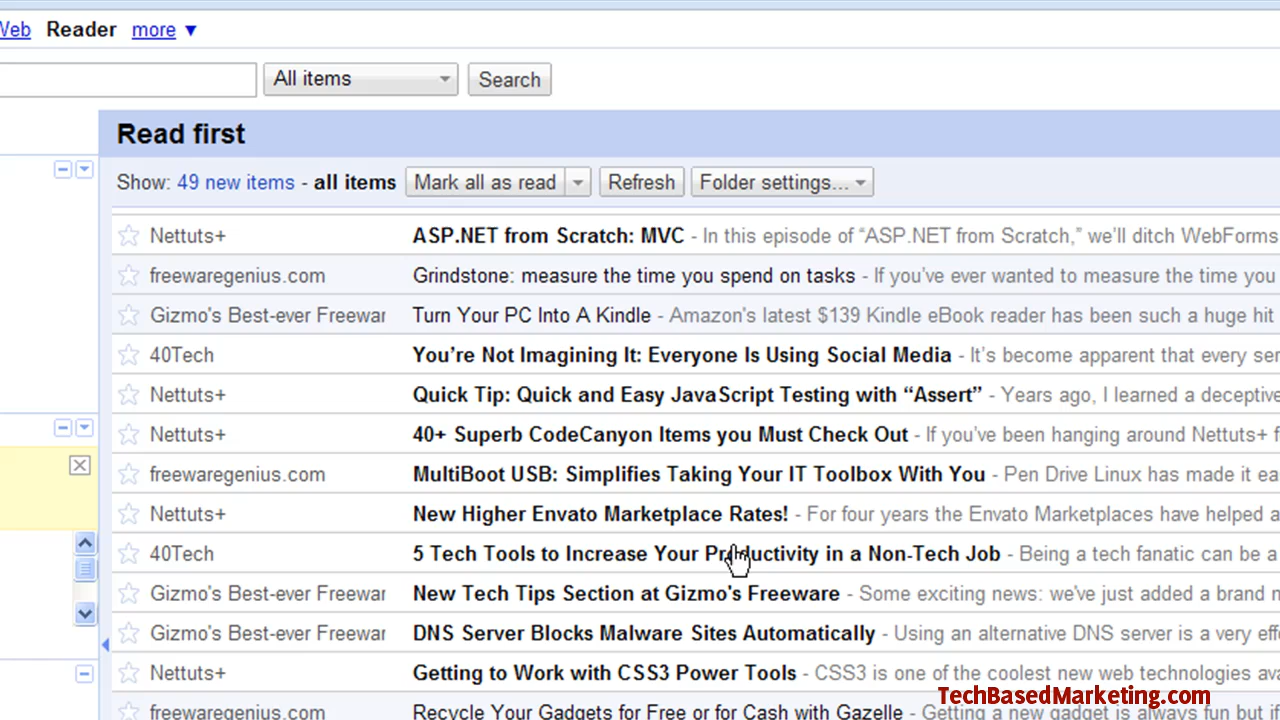 Web Reader more ▼
All items Search
Read first
Show: 49 new items - all items Mark all as read Refresh Folder settings...
Nettuts+ ASP.NET from Scratch: MVC - In this episode of “ASP.NET from Scratch,” we’ll ditch WebForms
freewaregenius.com Grindstone: measure the time you spend on tasks - If you’ve ever wanted to measure the time you
Gizmo's Best-ever Freewar Turn Your PC Into A Kindle - Amazon's latest $139 Kindle eBook reader has been such a huge hit
40Tech You’re Not Imagining It: Everyone Is Using Social Media - It’s become apparent that every ser
Nettuts+ Quick Tip: Quick and Easy JavaScript Testing with “Assert” - Years ago, I learned a deceptive
Nettuts+ 40+ Superb CodeCanyon Items you Must Check Out - If you’ve been hanging around Nettuts+ f
freewaregenius.com MultiBoot USB: Simplifies Taking Your IT Toolbox With You - Pen Drive Linux has made it ea
Nettuts+ New Higher Envato Marketplace Rates! - For four years the Envato Marketplaces have helped a
40Tech 5 Tech Tools to Increase Your Productivity in a Non-Tech Job - Being a tech fanatic can be a
Gizmo's Best-ever Freewar New Tech Tips Section at Gizmo's Freeware - Some exciting news: we've just added a brand n
Gizmo's Best-ever Freewar DNS Server Blocks Malware Sites Automatically - Using an alternative DNS server is a very effe
Nettuts+ Getting to Work with CSS3 Power Tools - CSS3 is one of the coolest new web technologies ava
TechBasedMarketing.com
freewaregenius.com Recycle Your Gadgets for Free or for Cash with Gazelle - Getting a new gadget is always fun but if